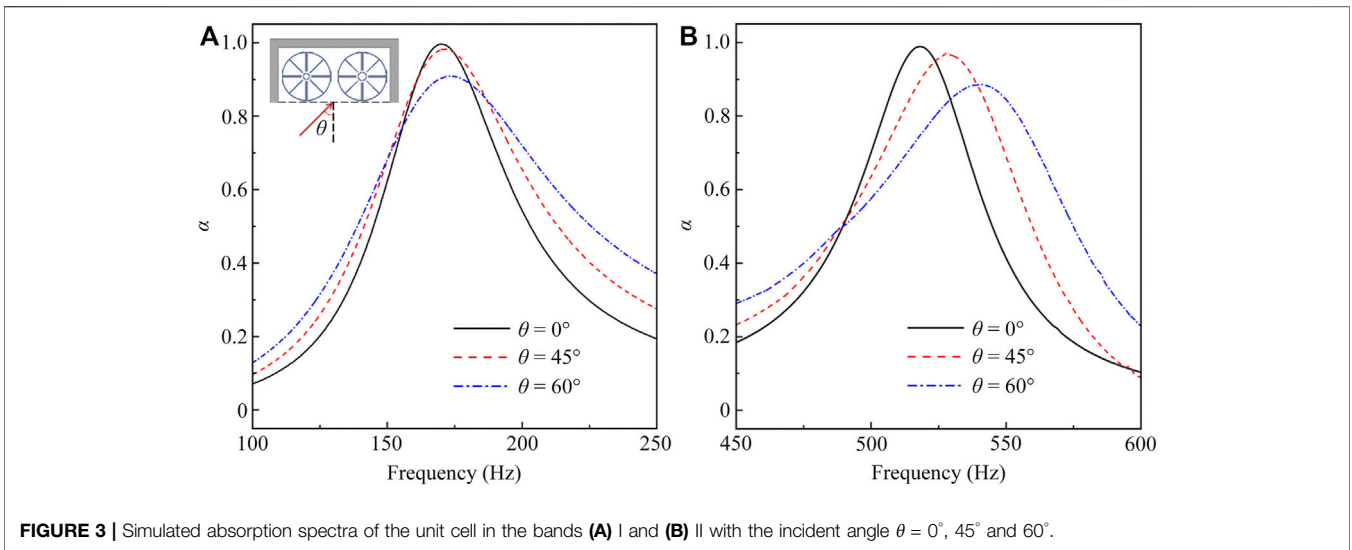 A
B
1.0
0.8
0.6
0.4
0.2
0
α
θ
θ = 0°
θ = 45°
θ = 60°
100
150
200
250
Frequency (Hz)
1.0
0.8
0.6
0.4
0.2
0
α
θ = 0°
θ = 45°
θ = 60°
450
500
550
600
Frequency (Hz)
FIGURE 3 | Simulated absorption spectra of the unit cell in the bands (A) I and (B) II with the incident angle θ = 0°, 45° and 60°.